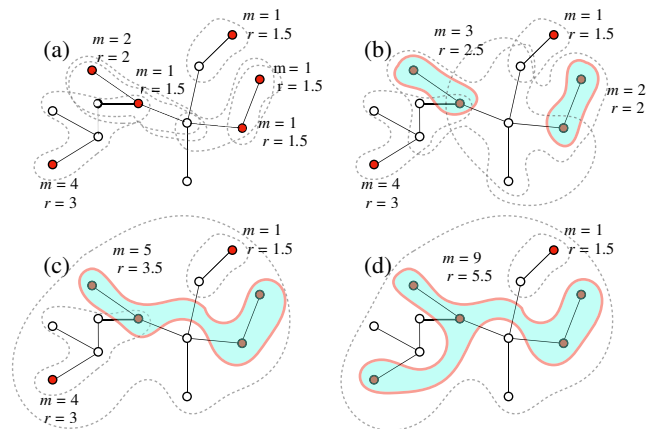 (a)
m = 2
r = 2
m = 1
r = 1.5
m = 1
r = 1.5
m = 1
r = 1.5
m = 1
r = 1.5
m = 4
r = 3
(b)
m = 3
r = 2.5
m = 1
r = 1.5
m = 2
r = 2
m = 4
r = 3
(c)
m = 5
r = 3.5
m = 1
r = 1.5
m = 4
r = 3
(d)
m = 9
r = 5.5
m = 1
r = 1.5